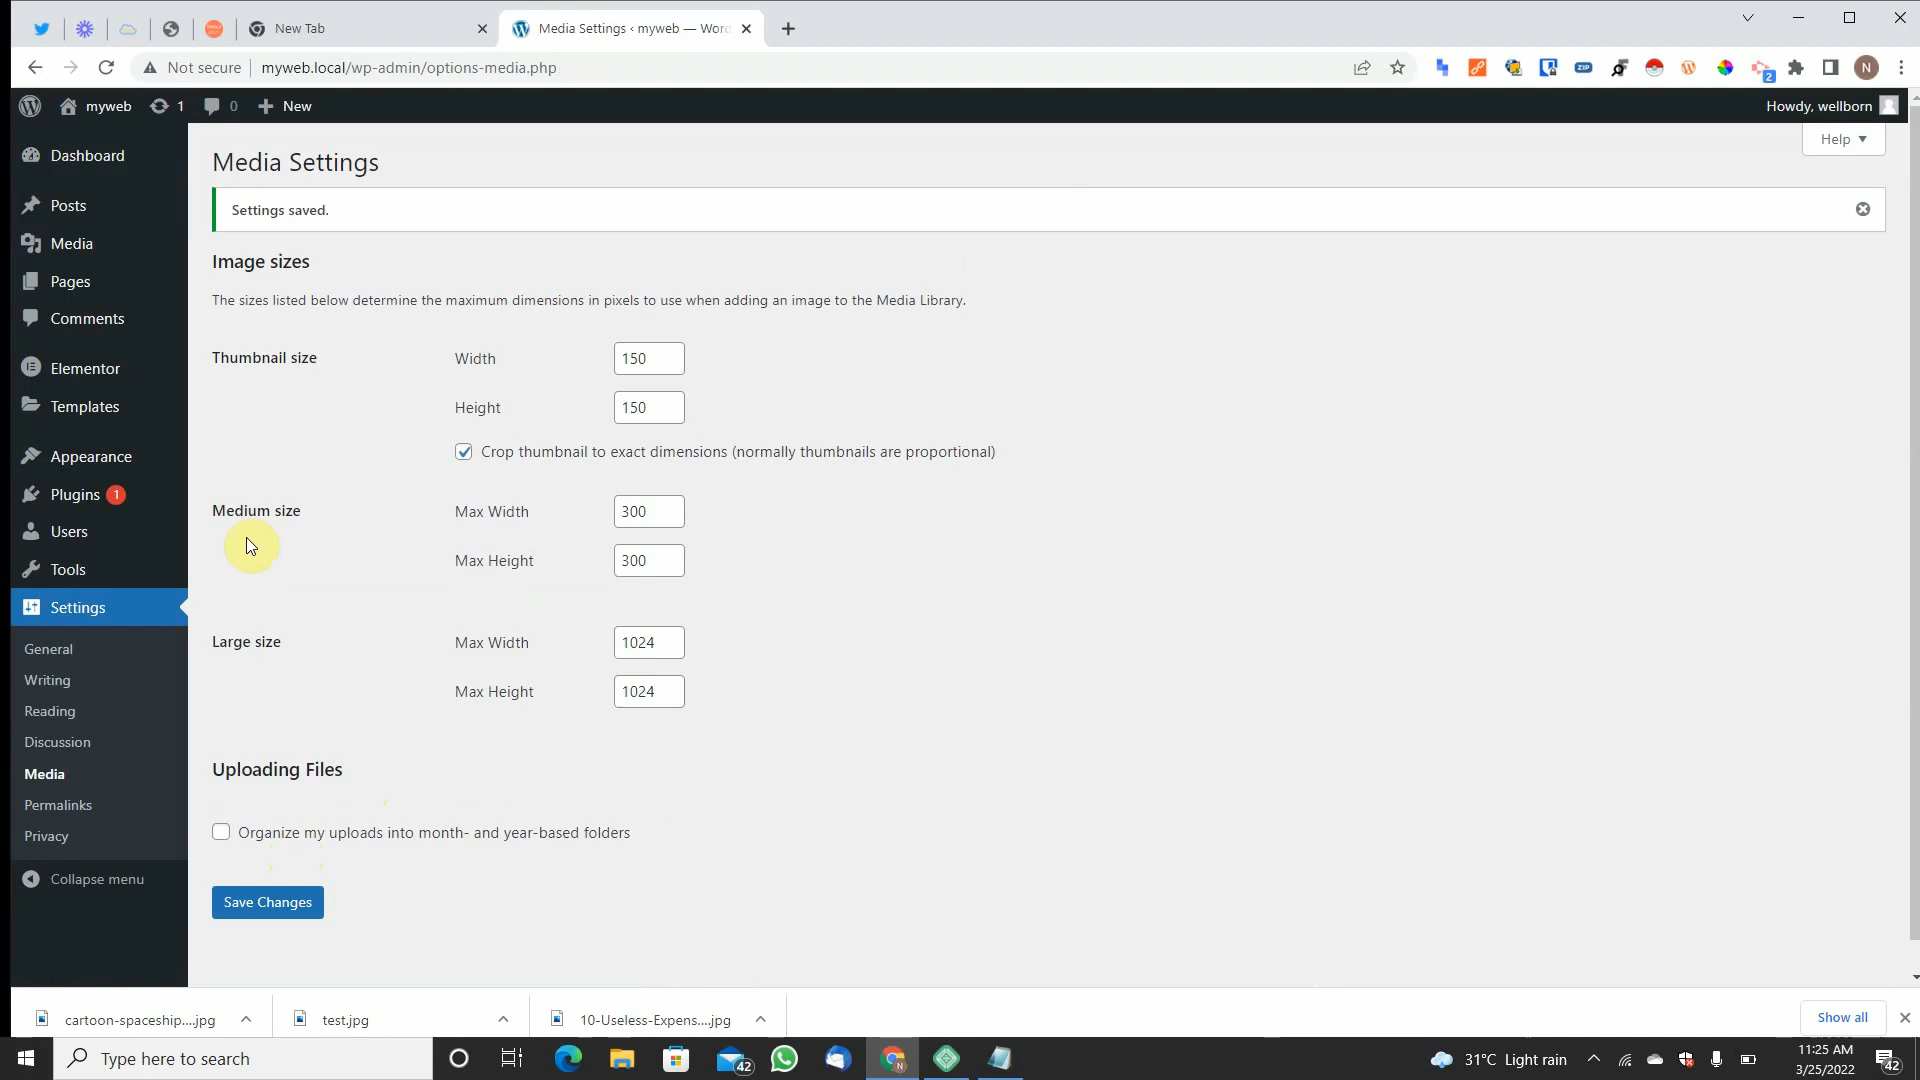 New Tab
Media Settings ‹ myweb — Word
Not secure
myweb.local/wp-admin/options-media.php
ZIP
2
N
myweb
1
0
New
Howdy, wellborn
Help
Dashboard
Posts
Media
Pages
Comments
Elementor
Templates
Appearance
Plugins 1
Users
Tools
Settings
General
Writing
Reading
Discussion
Media
Permalinks
Privacy
Collapse menu
Media Settings
Settings saved.
Image sizes
The sizes listed below determine the maximum dimensions in pixels to use when adding an image to the Media Library.
Thumbnail size
Width 150
Height 150
Crop thumbnail to exact dimensions (normally thumbnails are proportional)
Medium size
Max Width 300
Max Height 300
Large size
Max Width 1024
Max Height 1024
Uploading Files
Organize my uploads into month- and year-based folders
Save Changes
cartoon-spaceship....jpg
test.jpg
10-Useless-Expens....jpg
Show all
Type here to search
42
N
31°C Light rain
11:25 AM
3/25/2022
42